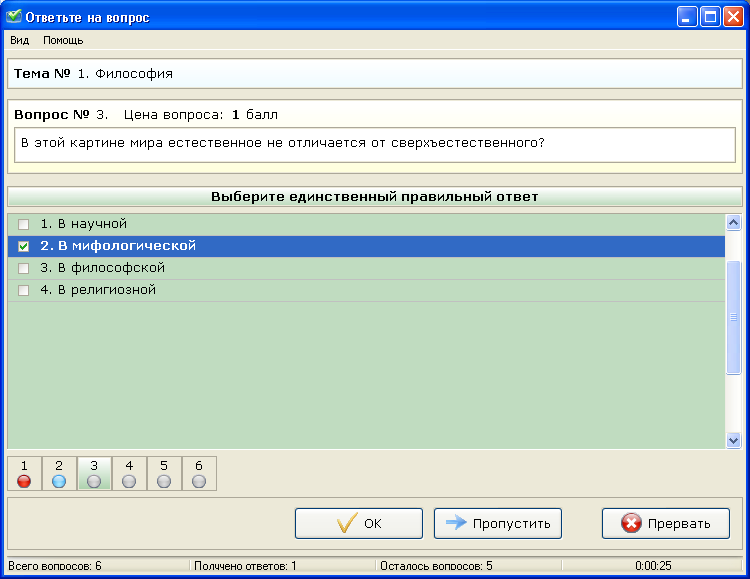 Ответьте на вопрос
Вид Помощь
Тема № 1. Философия
Вопрос № 3. Цена вопроса: 1 балл
В этой картине мира естественное не отличается от сверхъестественного?
Выберите единственный правильный ответ
1. В научной
2. В мифологической
3. В философской
4. В религиозной
1 2 3 4 5 6
ОК Пропустить Прервать
Всего вопросов: 6 Полчено ответов: 1 Осталось вопросов: 5 0:00:25